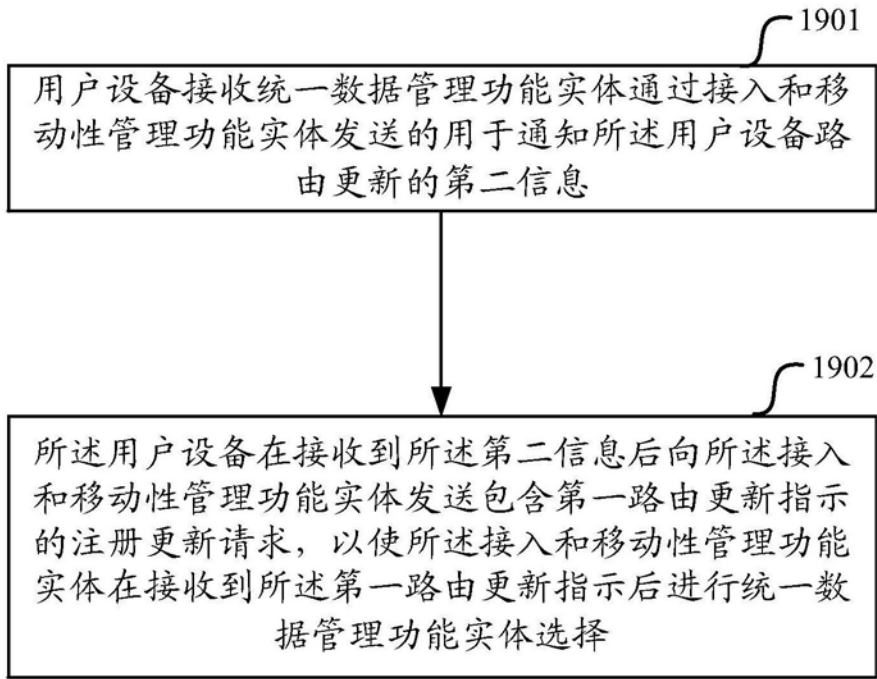 1901
用户设备接收统一数据管理功能实体通过接入和移
动性管理功能实体发送的用于通知所述用户设备路
由更新的第二信息
1902
所述用户设备在接收到所述第二信息后向所述接入
和移动性管理功能实体发送包含第一路由更新指示
的注册更新请求，以使所述接入和移动性管理功能
实体在接收到所述第一路由更新指示后进行统一数
据管理功能实体选择